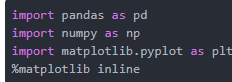 import pandas as pd
import numpy as np
import matplotlib.pyplot as plt
%matplotlib inline